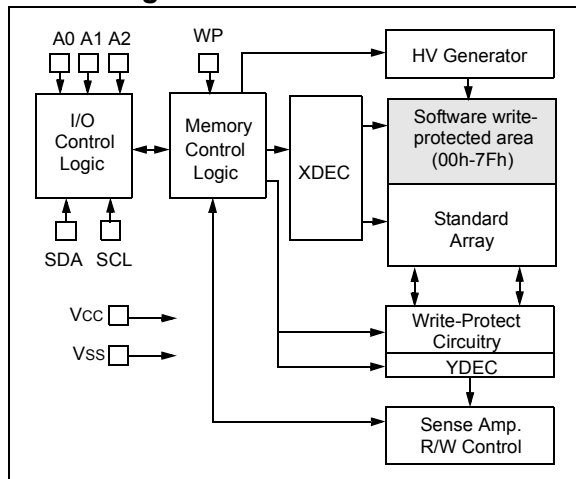 A0 A1 A2
WP
HV Generator
I/O
Control
Logic
Memory
Control
Logic
XDEC
Software write-
protected area
(00h-7Fh)
Standard
Array
SDA SCL
VCC
VSS
Write-Protect
Circuitry
YDEC
Sense Amp.
R/W Control